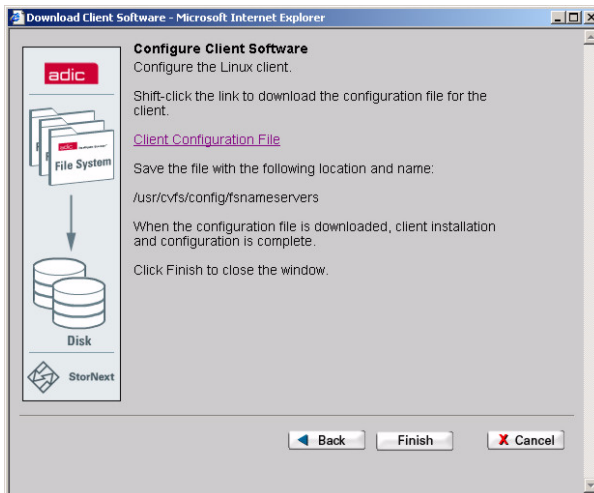 Download Client Software - Microsoft Internet Explorer
adic
File System
Disk
StorNext
Configure Client Software
Configure the Linux client.
Shift-click the link to download the configuration file for the
client.
Client Configuration File
Save the file with the following location and name:
/usr/cvfs/config/fsnameservers
When the configuration file is downloaded, client installation
and configuration is complete.
Click Finish to close the window.
Back
Finish
X Cancel